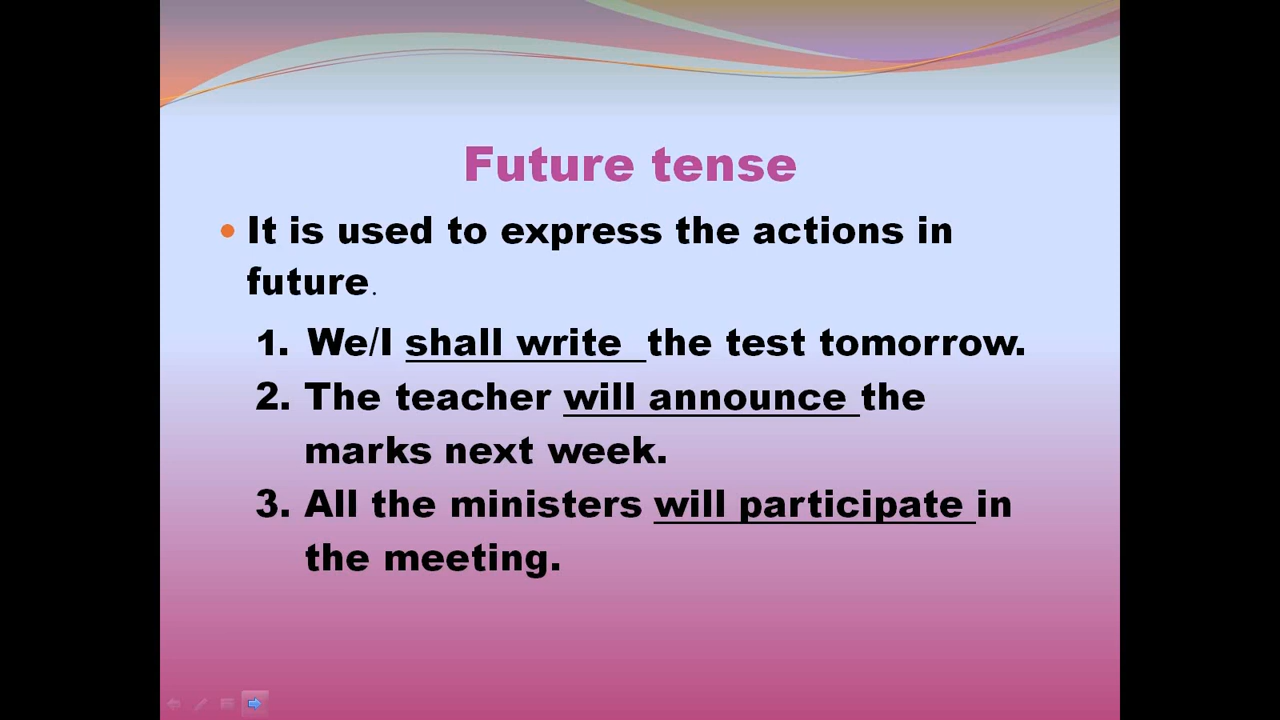 Future tense
• It is used to express the actions in
future.
1. We/I shall write the test tomorrow.
2. The teacher will announce the
marks next week.
3. All the ministers will participate in
the meeting.